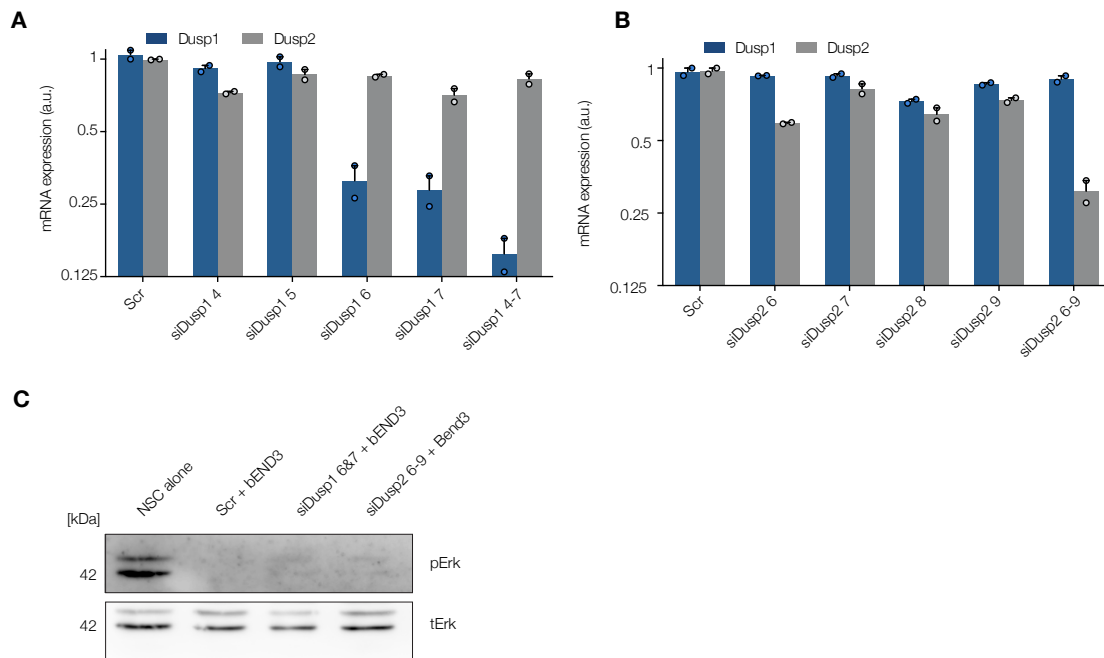 A
Dusp1 Dusp2
mRNA expression (a.u.)
1
0.5
0.25
0.125
Scr
siDusp1 4
siDusp1 5
siDusp1 6
siDusp1 7
siDusp1 4-7
B
Dusp1 Dusp2
mRNA expression (a.u.)
1
0.5
0.25
0.125
Scr
siDusp2 6
siDusp2 7
siDusp2 8
siDusp2 9
siDusp2 6-9
C
NSC alone
Scr + bEND3
siDusp1 6&7 + bEND3
siDusp2 6-9 + Bend3
[kDa]
42
pErk
42
tErk